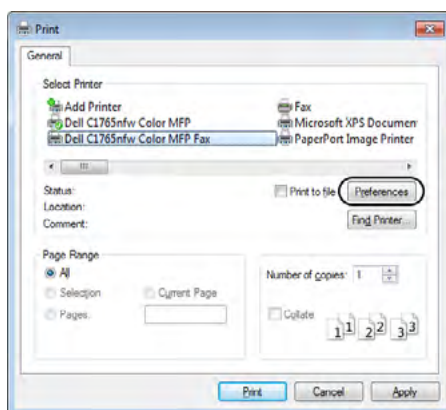 Print
General
Select Printer
Add Printer
Dell C1765nfw Color MFP
Dell C1765nfw Color MFP Fax
Fax
Microsoft XPS Documen
PaperPort Image Printer
Status:
Location:
Comment:
Print to file
Preferences
Find Printer...
Page Range
All
Selection
Current Page
Pages:
Number of copies: 1
Collate
1 1 2 2 3 3
Print
Cancel
Apply